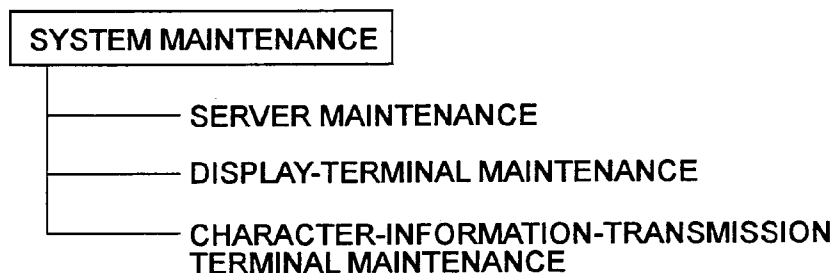 SYSTEM MAINTENANCE
SERVER MAINTENANCE
DISPLAY-TERMINAL MAINTENANCE
CHARACTER-INFORMATION-TRANSMISSION
TERMINAL MAINTENANCE